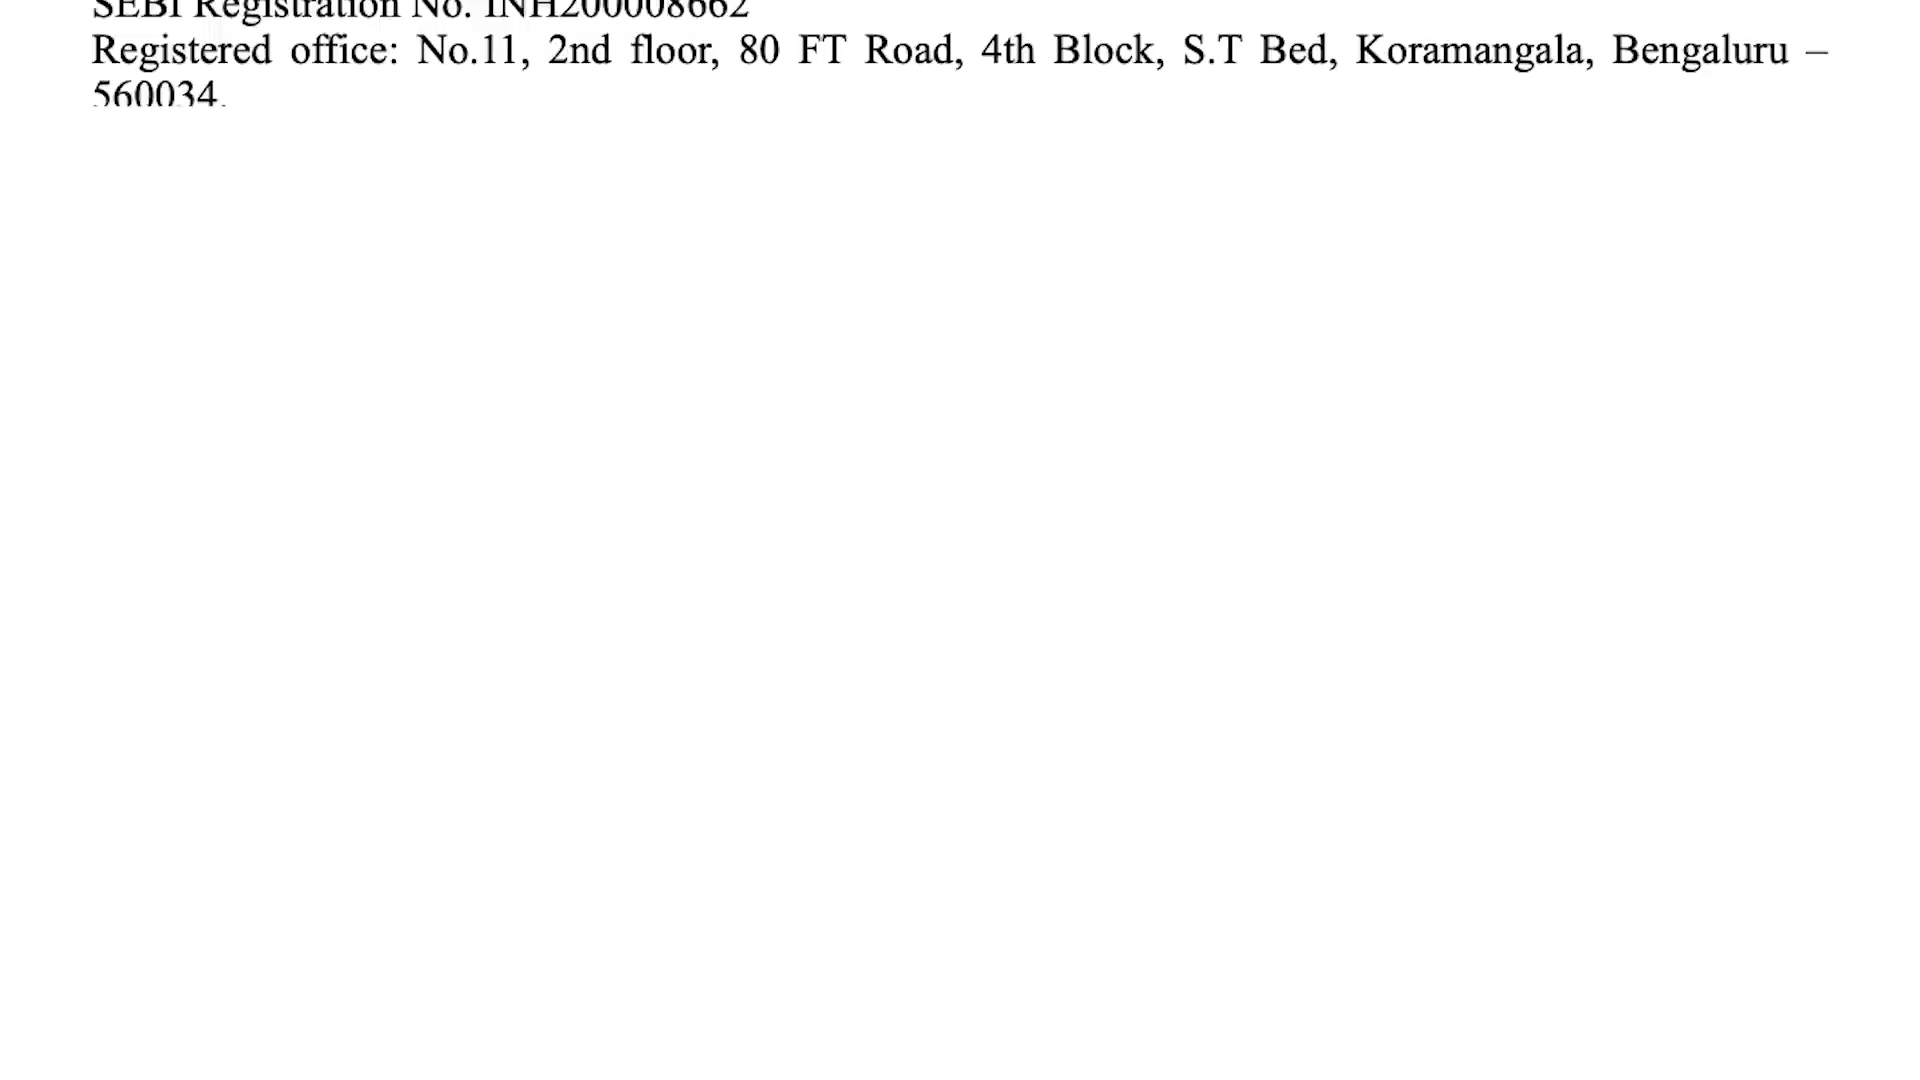 SEBI Registration No. INH200008662
Registered office: No.11, 2nd floor, 80 FT Road, 4th Block, S.T Bed, Koramangala, Bengaluru –
560034.